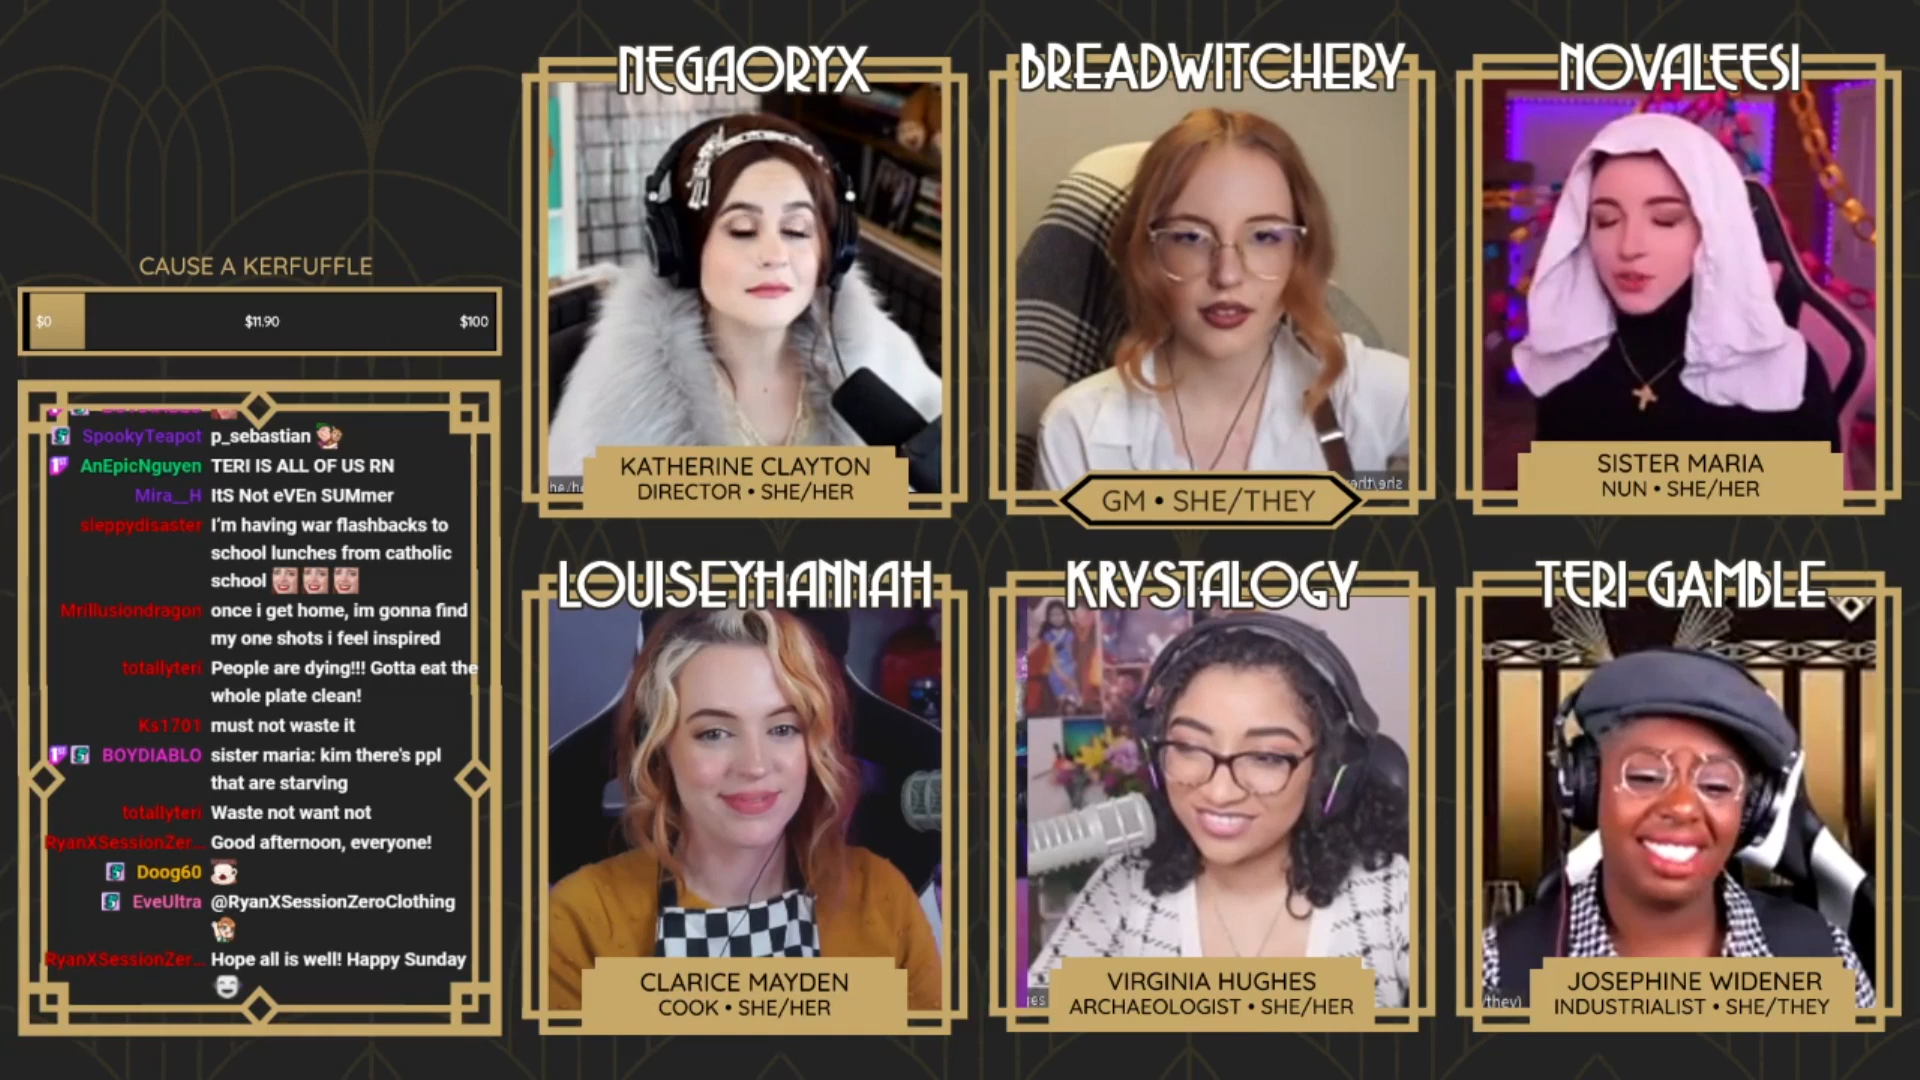 CAUSE A KERFUFFLE
$0 $11.90 $100
SpookyTeapot p_sebastian
AnEpicNguyen TERI IS ALL OF US RN
Mira__H ItS Not eVEn SUMmer
sleppydisaster I'm having war flashbacks to
school lunches from catholic
school
Mrillusiondragon once i get home, im gonna find
my one shots i feel inspired
totallyteri People are dying!!! Gotta eat the
whole plate clean!
Ks1701 must not waste it
BOYDIABLO sister maria: kim there's ppl
that are starving
totallyteri Waste not want not
RyanXSessionZer... Good afternoon, everyone!
Doog60
EveUltra @RyanXSessionZeroClothing
RyanXSessionZer... Hope all is well! Happy Sunday
NEGAORYX
KATHERINE CLAYTON
DIRECTOR • SHE/HER
BREADWITCHERY
GM • SHE/THEY
NOVALEESI
SISTER MARIA
NUN • SHE/HER
LOUISEYHANNAH
CLARICE MAYDEN
COOK • SHE/HER
KRYSTALOGY
VIRGINIA HUGHES
ARCHAEOLOGIST • SHE/HER
TERI GAMBLE
they)
JOSEPHINE WIDENER
INDUSTRIALIST • SHE/THEY